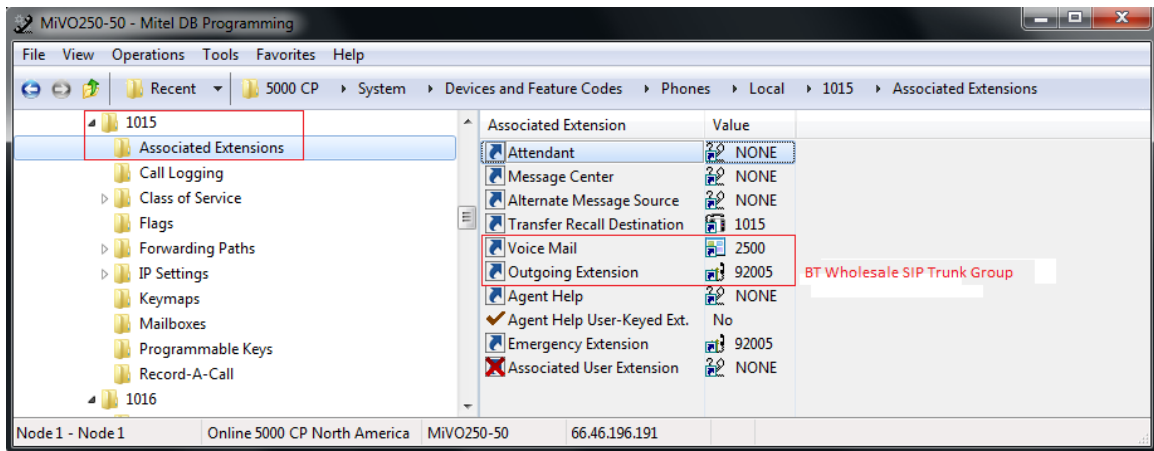 MiVO250-50 - Mitel DB Programming
File View Operations Tools Favorites Help
Recent 5000 CP System Devices and Feature Codes Phones Local 1015 Associated Extensions
1015
Associated Extensions
Call Logging
Class of Service
Flags
Forwarding Paths
IP Settings
Keymaps
Mailboxes
Programmable Keys
Record-A-Call
1016
Associated Extension Value
Attendant NONE
Message Center NONE
Alternate Message Source NONE
Transfer Recall Destination 1015
Voice Mail 2500
Outgoing Extension 92005 BT Wholesale SIP Trunk Group
Agent Help NONE
Agent Help User-Keyed Ext. No
Emergency Extension 92005
Associated User Extension NONE
Node 1 - Node 1 Online 5000 CP North America MiVO250-50 66.46.196.191